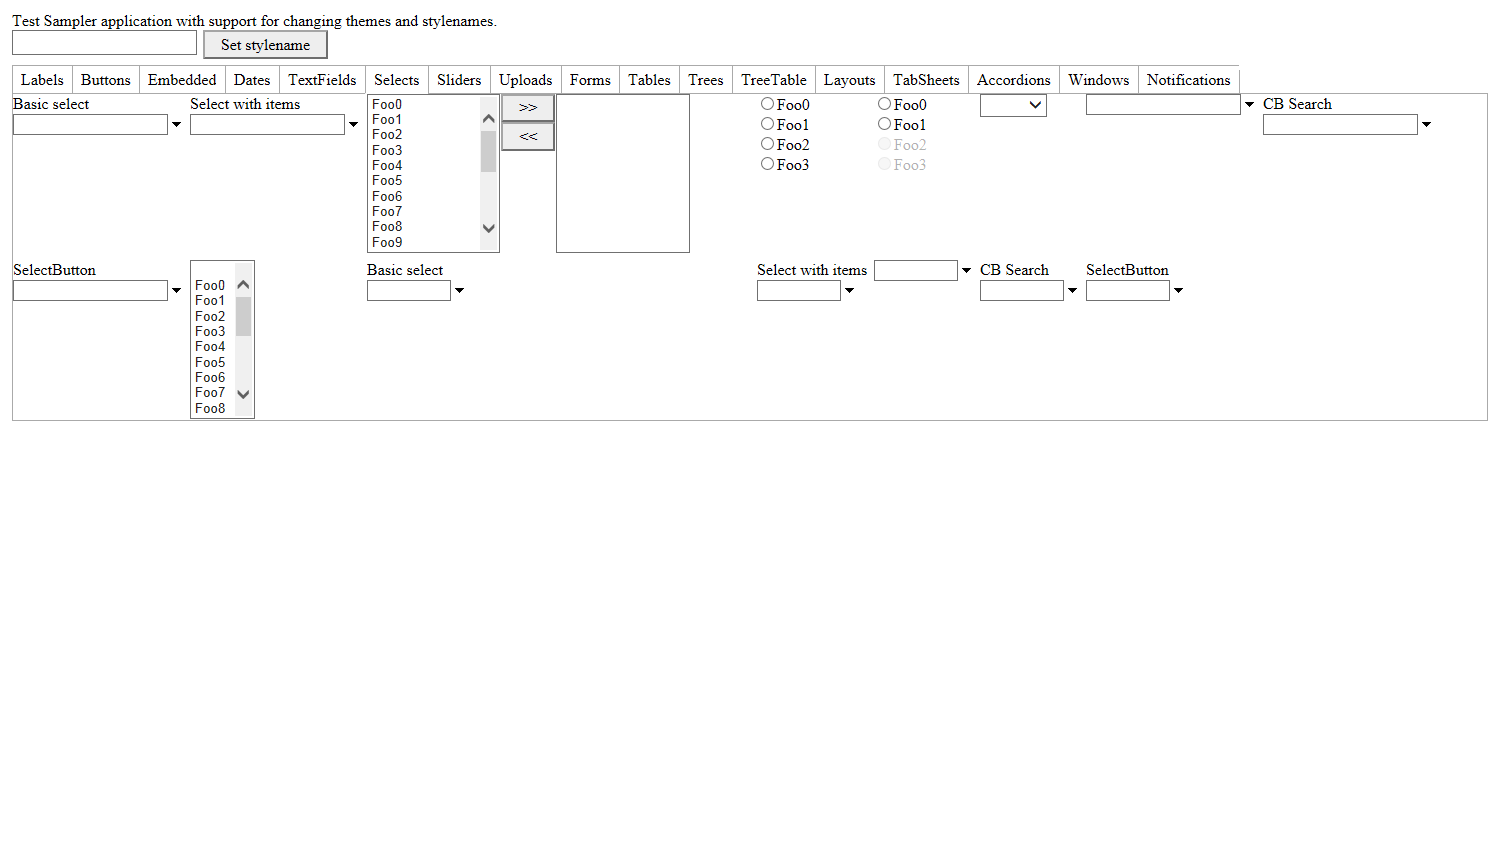 Test Sampler application with support for changing themes and stylenames.
Set stylename
Labels Buttons Embedded Dates TextFields Selects Sliders Uploads Forms Tables Trees TreeTable Layouts TabSheets Accordions Windows Notifications
Basic select
Select with items
Foo0
Foo1
Foo2
Foo3
Foo4
Foo5
Foo6
Foo7
Foo8
Foo9
>>
<<
Foo0
Foo1
Foo2
Foo3
Foo0
Foo1
Foo2
Foo3
CB Search
SelectButton
Foo0
Foo1
Foo2
Foo3
Foo4
Foo5
Foo6
Foo7
Foo8
Basic select
Select with items
CB Search
SelectButton